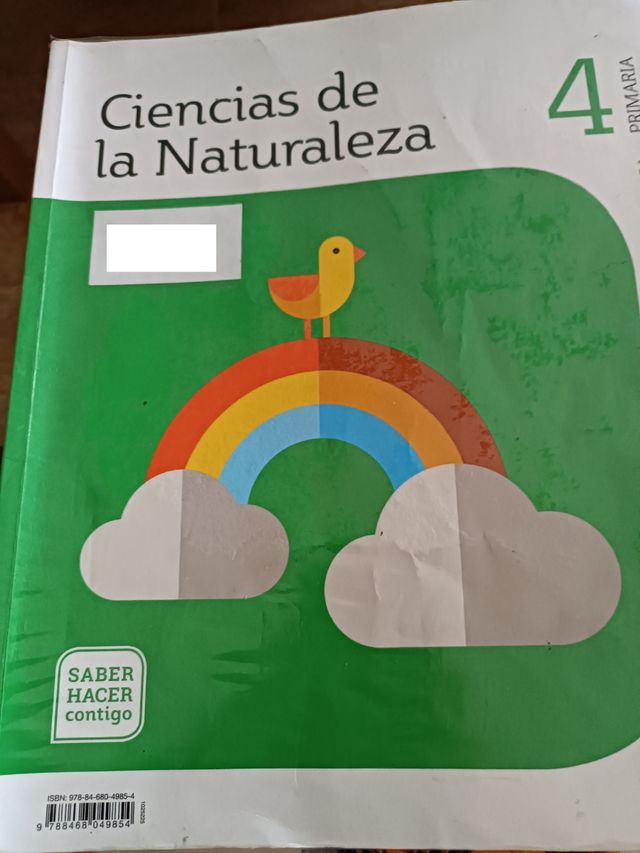 Ciencias de
la Naturaleza
4
PRIMARIA
SABER
HACER
contigo
ISBN: 978-84-680-4985-4
9 788468 049854